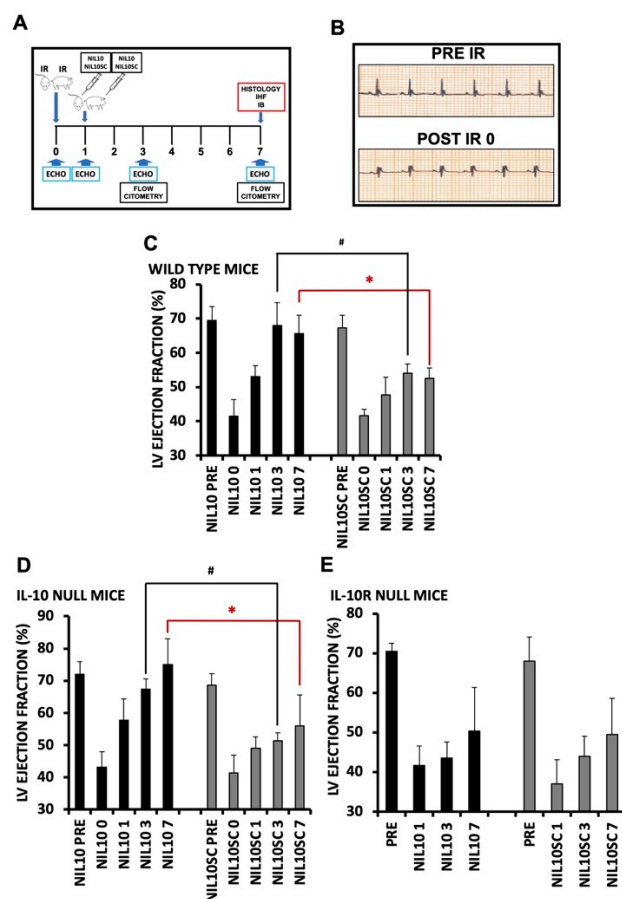 A
IR IR
NIL10 NIL10
NIL10SC NIL10SC
HISTOLOGY
IHF
IB
0 1 2 3 4 5 6 7
ECHO ECHO ECHO ECHO
FLOW FLOW
CITOMETRY CITOMETRY
B
PRE IR
POST IR 0
C
WILD TYPE MICE
#
*
LV EJECTION FRACTION (%)
80
70
60
50
40
30
NIL10 PRE
NIL10 0
NIL10 1
NIL10 3
NIL10 7
NIL10SC PRE
NIL10SC 0
NIL10SC 1
NIL10SC 3
NIL10SC 7
D
IL-10 NULL MICE
#
*
LV EJECTION FRACTION (%)
90
80
70
60
50
40
30
NIL10 PRE
NIL10 0
NIL10 1
NIL10 3
NIL10 7
NIL10SC PRE
NIL10SC 0
NIL10SC 1
NIL10SC 3
NIL10SC 7
E
IL-10R NULL MICE
LV EJECTION FRACTION (%)
80
70
60
50
40
30
PRE
NIL10 1
NIL10 3
NIL10 7
PRE
NIL10SC 1
NIL10SC 3
NIL10SC 7